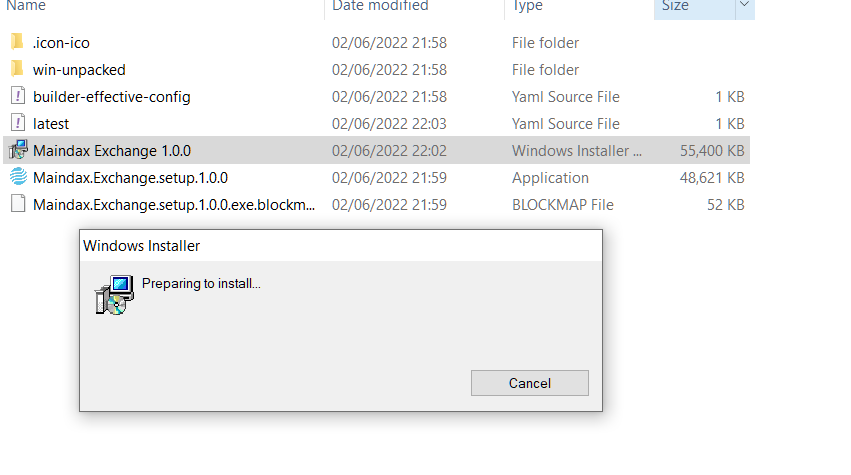 Name Date modified Type Size
.icon-ico 02/06/2022 21:58 File folder
win-unpacked 02/06/2022 21:58 File folder
builder-effective-config 02/06/2022 21:58 Yaml Source File 1 KB
latest 02/06/2022 22:03 Yaml Source File 1 KB
Maindax Exchange 1.0.0 02/06/2022 22:02 Windows Installer ... 55,400 KB
Maindax.Exchange.setup.1.0.0 02/06/2022 21:59 Application 48,621 KB
Maindax.Exchange.setup.1.0.0.exe.blockm... 02/06/2022 21:59 BLOCKMAP File 52 KB
Windows Installer
Preparing to install...
Cancel